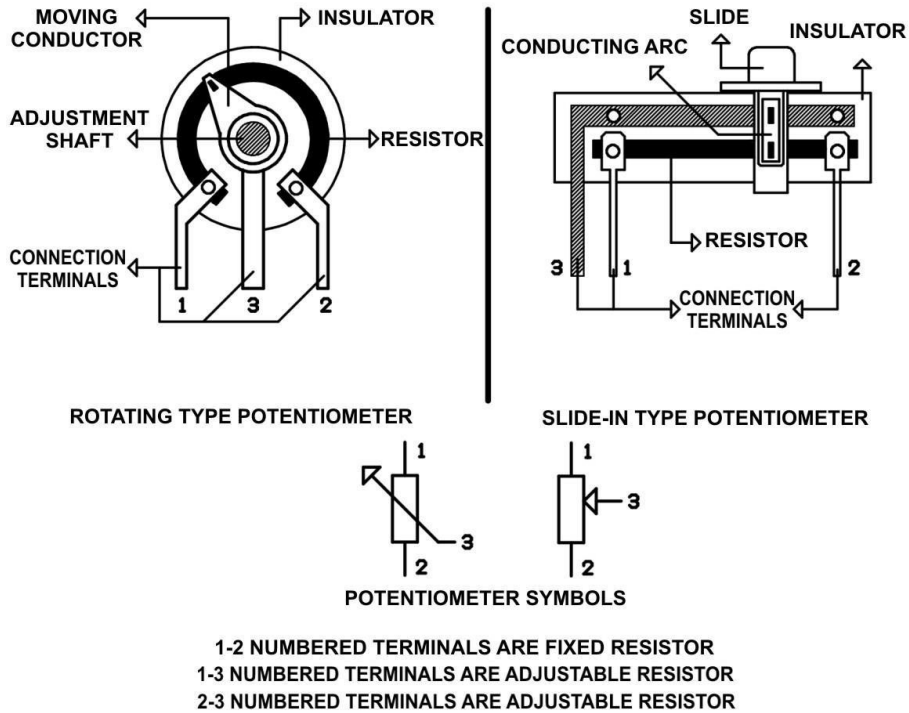 MOVING
CONDUCTOR
INSULATOR
ADJUSTMENT
SHAFT
RESISTOR
CONNECTION
TERMINALS
1
3
2
SLIDE
INSULATOR
CONDUCTING ARC
RESISTOR
3
1
2
CONNECTION
TERMINALS
ROTATING TYPE POTENTIOMETER
SLIDE-IN TYPE POTENTIOMETER
1
3
2
1
3
2
POTENTIOMETER SYMBOLS
1-2 NUMBERED TERMINALS ARE FIXED RESISTOR
1-3 NUMBERED TERMINALS ARE ADJUSTABLE RESISTOR
2-3 NUMBERED TERMINALS ARE ADJUSTABLE RESISTOR